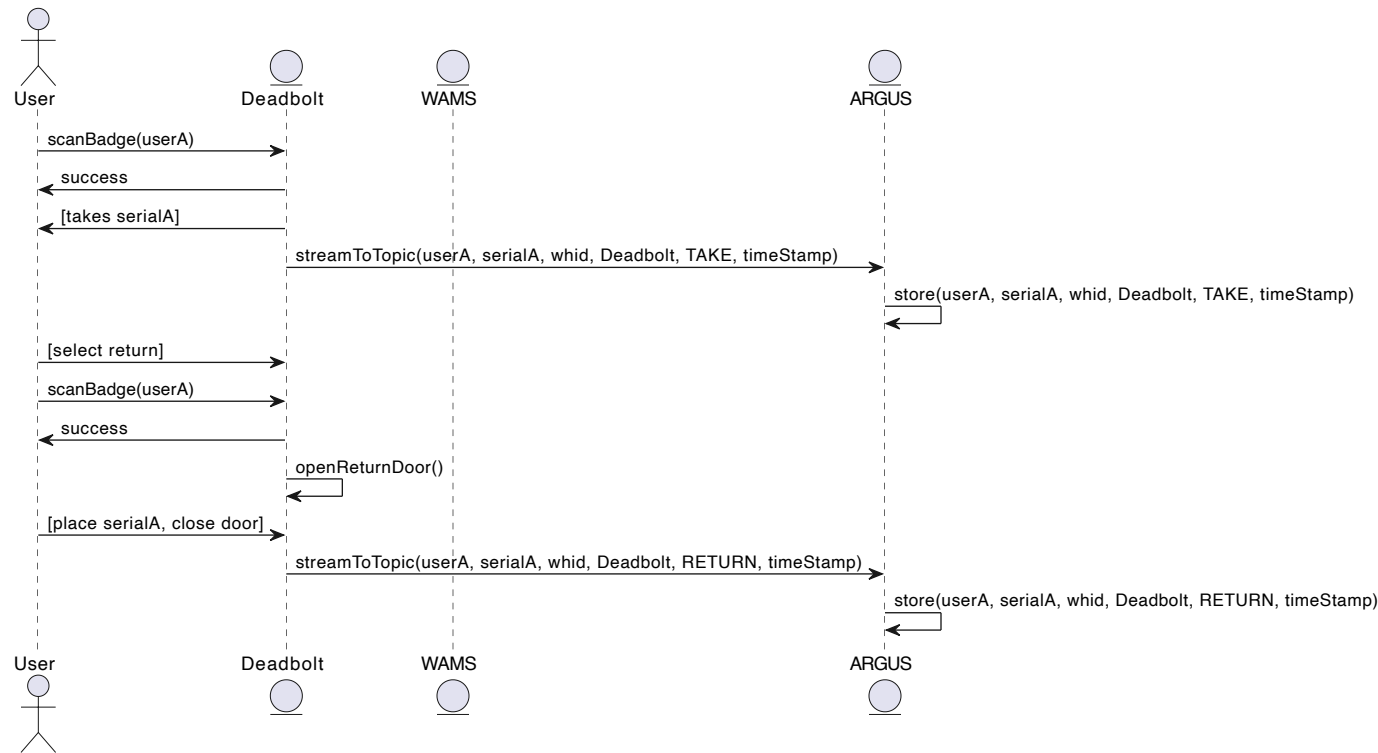 User Deadbolt WAMS ARGUS
scanBadge(userA)
success
[takes serialA]
streamToTopic(userA, serialA, whid, Deadbolt, TAKE, timeStamp)
store(userA, serialA, whid, Deadbolt, TAKE, timeStamp)
[select return]
scanBadge(userA)
success
openReturnDoor()
[place serialA, close door]
streamToTopic(userA, serialA, whid, Deadbolt, RETURN, timeStamp)
store(userA, serialA, whid, Deadbolt, RETURN, timeStamp)
User Deadbolt WAMS ARGUS